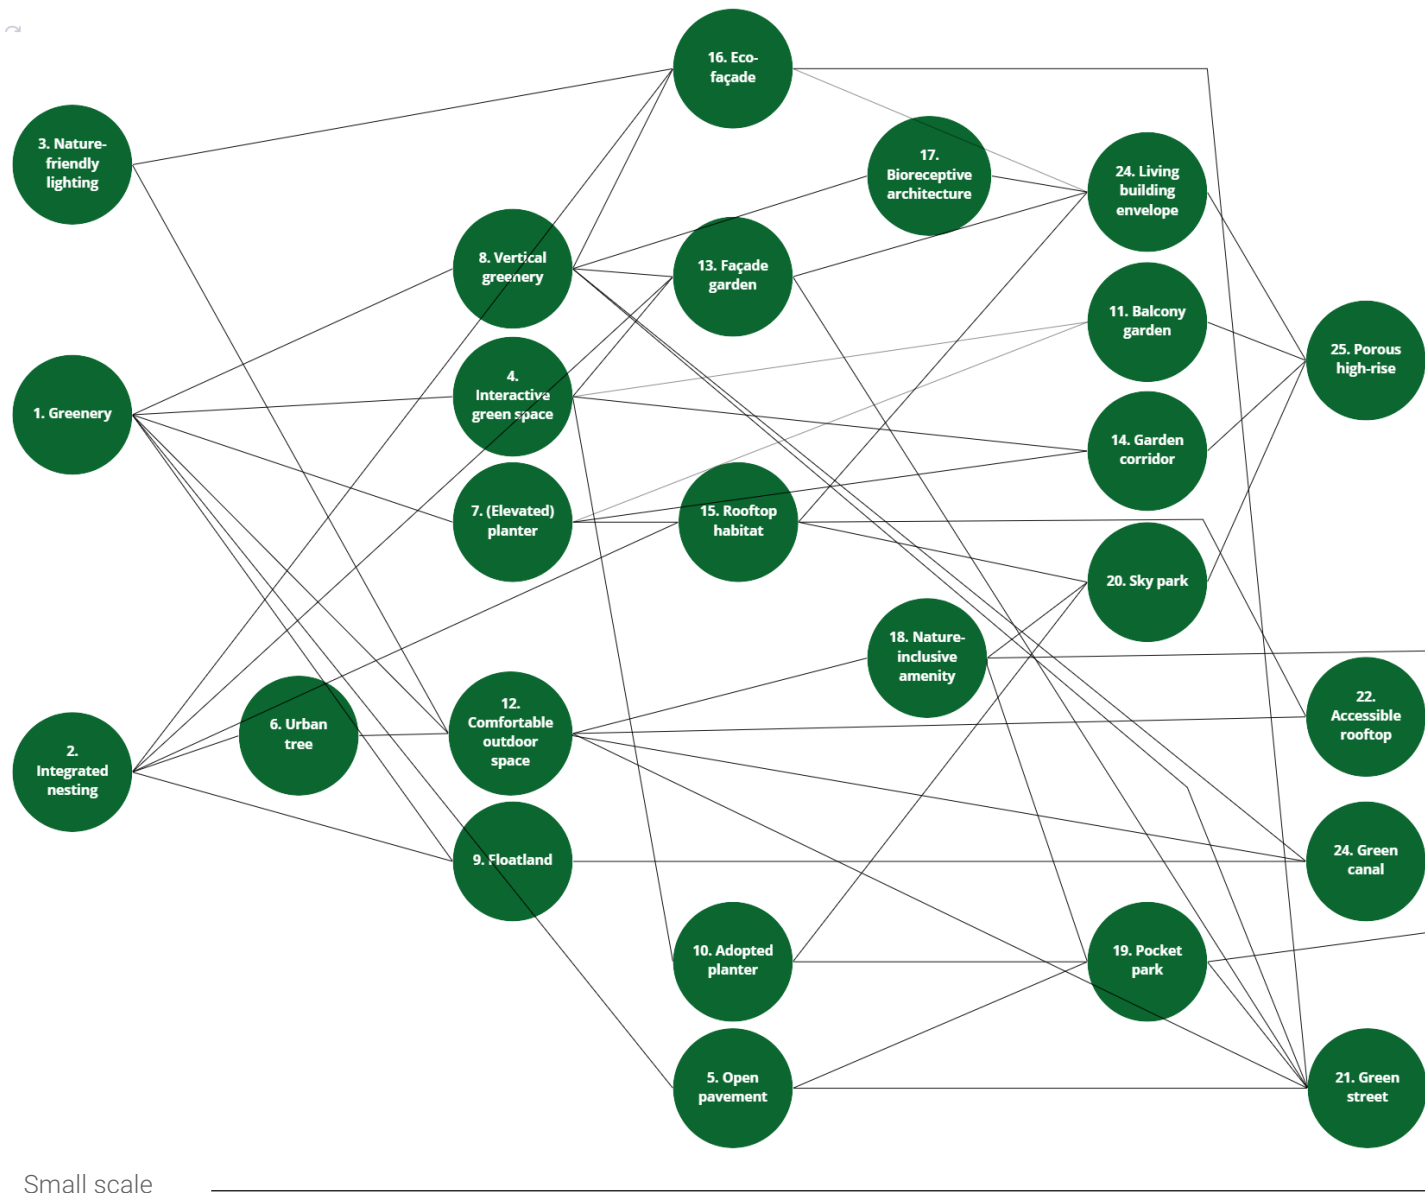 16. Eco-
façade
3. Nature-
friendly
lighting
17.
Bioreceptive
architecture
24. Living
building
envelope
8. Vertical
greenery
13. Façade
garden
11. Balcony
garden
25. Porous
high-rise
4.
Interactive
green space
1. Greenery
14. Garden
corridor
7. (Elevated)
planter
15. Rooftop
habitat
20. Sky park
18. Nature-
inclusive
amenity
22.
Accessible
rooftop
12.
Comfortable
outdoor
space
6. Urban
tree
2.
Integrated
nesting
9. Floatland
24. Green
canal
10. Adopted
planter
19. Pocket
park
5. Open
pavement
21. Green
street
Small scale